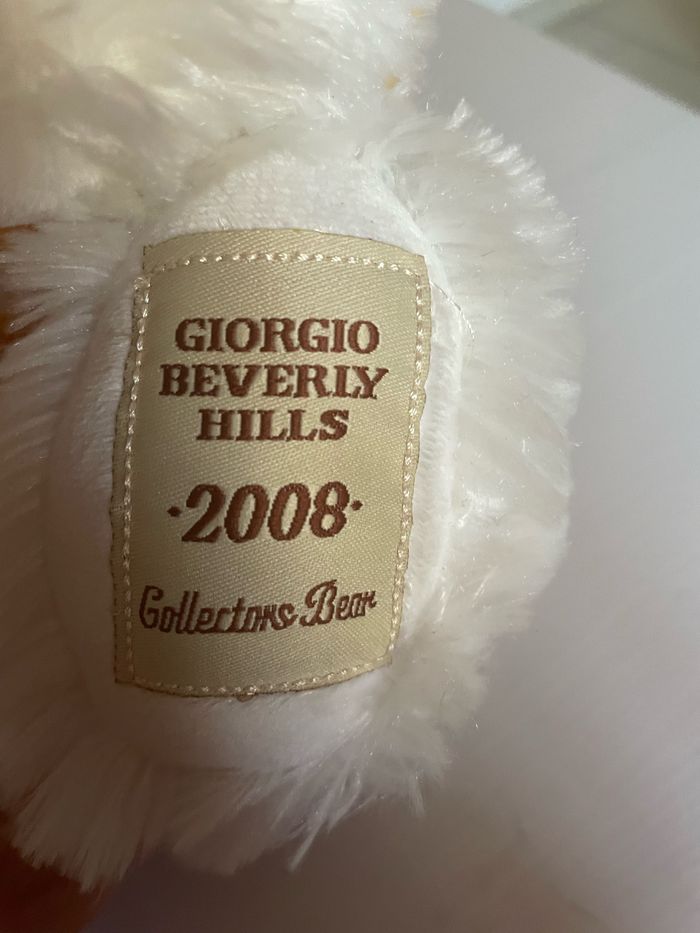 GIORGIO
BEVERLY
HILLS
·2008·
Collectors Bear